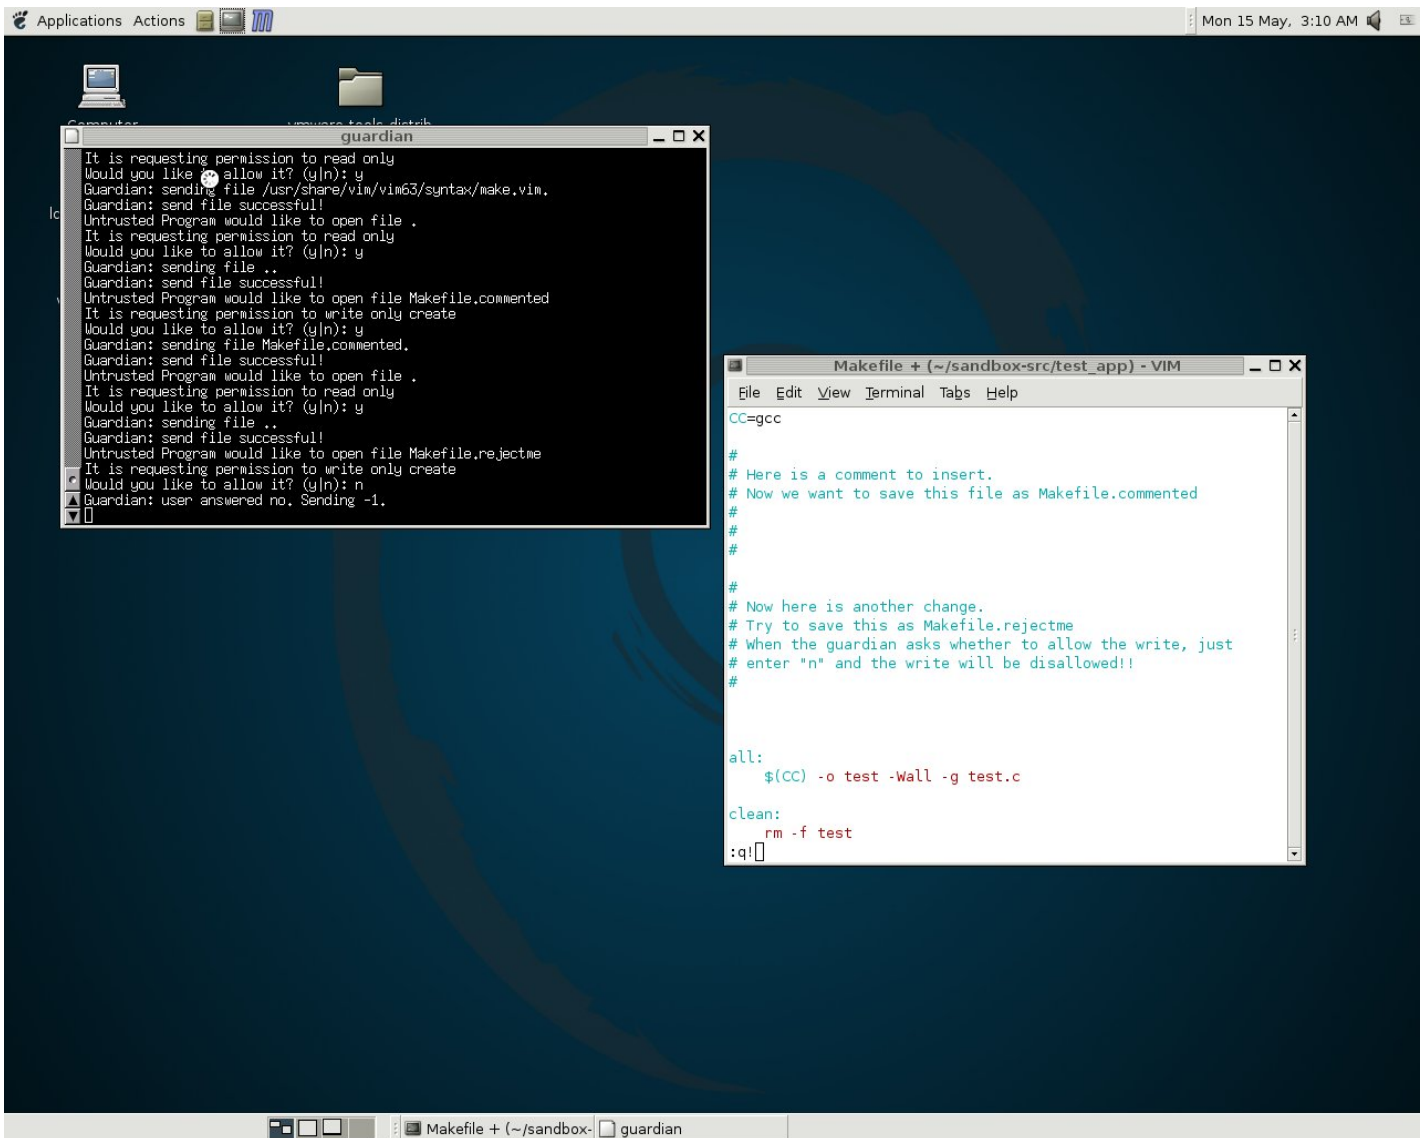 Applications Actions
Mon 15 May, 3:10 AM
guardian
It is requesting permission to read only
Would you like allow it? (y|n): y
Guardian: sending file /usr/share/vim/vim63/syntax/make.vim.
Guardian: send file successful!
Untrusted Program would like to open file .
It is requesting permission to read only
Would you like to allow it? (y|n): y
Guardian: sending file ..
Guardian: send file successful!
Untrusted Program would like to open file Makefile.commented
It is requesting permission to write only create
Would you like to allow it? (y|n): y
Guardian: sending file Makefile.commented.
Guardian: send file successful!
Untrusted Program would like to open file .
It is requesting permission to read only
Would you like to allow it? (y|n): y
Guardian: sending file ..
Guardian: send file successful!
Untrusted Program would like to open file Makefile.rejectme
It is requesting permission to write only create
Would you like to allow it? (y|n): n
Guardian: user answered no. Sending -1.
Makefile + (~/sandbox-src/test_app) - VIM
File Edit View Terminal Tabs Help
CC=gcc
#
# Here is a comment to insert.
# Now we want to save this file as Makefile.commented
#
#
#
#
# Now here is another change.
# Try to save this as Makefile.rejectme
# When the guardian asks whether to allow the write, just
# enter "n" and the write will be disallowed!!
#
all:
$(CC) -o test -Wall -g test.c
clean:
rm -f test
:q!
Makefile + (~/sandbox- guardian